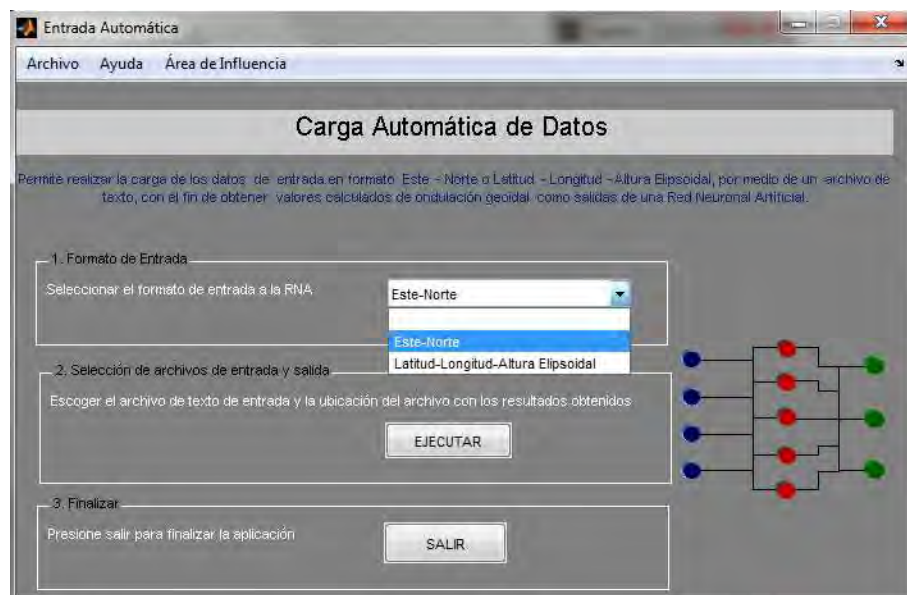 Entrada Automática
Archivo Ayuda Área de Influencia
Carga Automática de Datos
Permite realizar la carga de los datos de entrada en formato Este - Norte o Latitud - Longitud - Altura Elipsoidal, por medio de un archivo de
texto, con el fin de obtener valores calculados de ondulación geoidal como salidas de una Red Neuronal Artificial.
1. Formato de Entrada
Seleccionar el formato de entrada a la RNA
Este-Norte
Este-Norte
Latitud-Longitud-Altura Elipsoidal
2. Selección de archivos de entrada y salida
Escoger el archivo de texto de entrada y la ubicación del archivo con los resultados obtenidos
EJECUTAR
3. Finalizar
Presione salir para finalizar la aplicación
SALIR